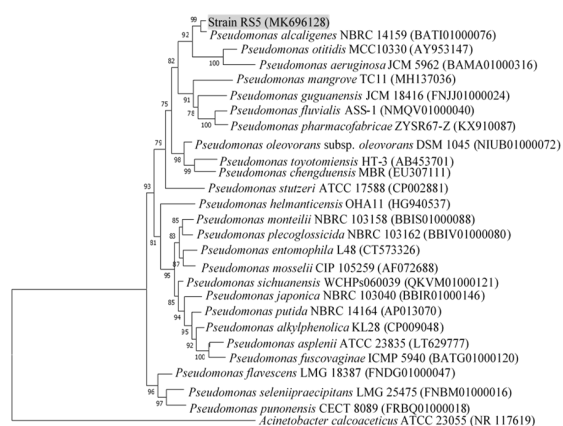 99
Strain RS5 (MK696128)
92
Pseudomonas alcaligenes NBRC 14159 (BATI01000076)
Pseudomonas otitidis MCC10330 (AY953147)
100
Pseudomonas aeruginosa JCM 5962 (BAMA01000316)
82
Pseudomonas mangrove TC11 (MH137036)
91
Pseudomonas guguanensis JCM 18416 (FNJJ01000024)
75
78
Pseudomonas fluvialis ASS-1 (NMQV01000040)
100
Pseudomonas pharmacofabricae ZYSR67-Z (KX910087)
75
Pseudomonas oleovorans subsp. oleovorans DSM 1045 (NIUB01000072)
98
Pseudomonas toyotomiensis HT-3 (AB453701)
99
Pseudomonas chengduensis MBR (EU307111)
93
Pseudomonas stutzeri ATCC 17588 (CP002881)
Pseudomonas helmanticensis OHA11 (HG940537)
85
Pseudomonas monteilii NBRC 103158 (BBIS01000088)
81
83
Pseudomonas plecoglossicida NBRC 103162 (BBIV01000080)
Pseudomonas entomophila L48 (CT573326)
87
Pseudomonas mosselii CIP 105259 (AF072688)
95
Pseudomonas sichuanensis WCHPs060039 (QKVM01000121)
85
Pseudomonas japonica NBRC 103040 (BBIR01000146)
94
Pseudomonas putida NBRC 14164 (AP013070)
35
Pseudomonas alkylphenolica KL28 (CP009048)
92
Pseudomonas asplenii ATCC 23835 (LT629777)
100
Pseudomonas fuscovaginae ICMP 5940 (BATG01000120)
Pseudomonas flavescens LMG 18387 (FNDG01000047)
96
Pseudomonas seleniipraecipitans LMG 25475 (FNBM01000016)
97
Pseudomonas punonensis CECT 8089 (FRBQ01000018)
Acinetobacter calcoaceticus ATCC 23055 (NR 117619)